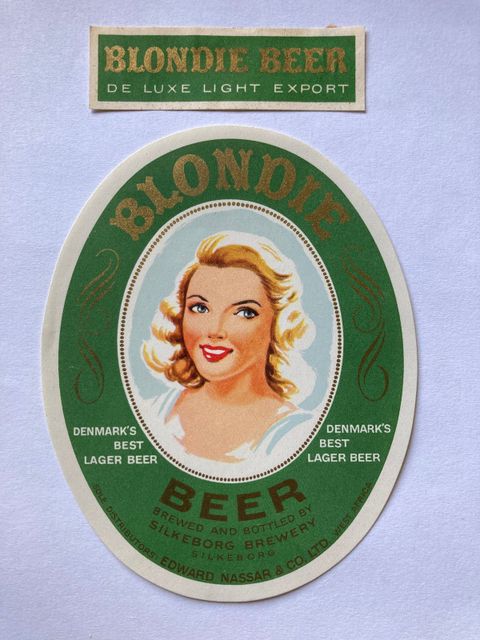 BLONDIE BEER
DE LUXE LIGHT EXPORT
BLONDIE
DENMARK'S
BEST
LAGER BEER
DENMARK'S
BEST
LAGER BEER
BEER
BREWED AND BOTTLED BY
SILKEBORG BREWERY
SILKEBORG
SOLE DISTRIBUTORS: EDWARD NASSAR & CO. LTD. WEST AFRICA